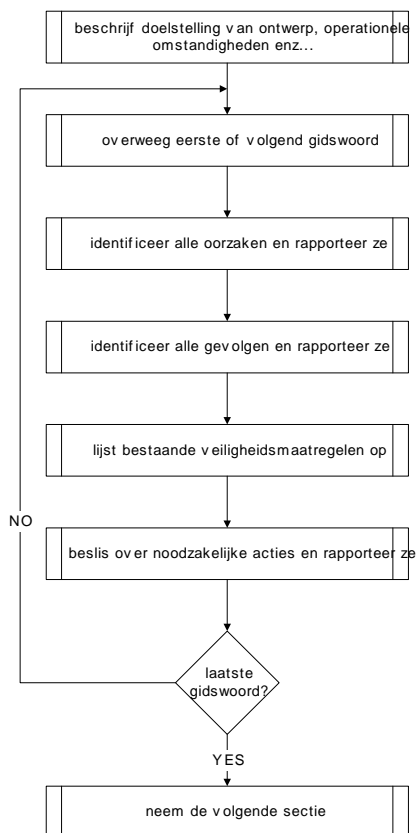 beschrijf doelstelling van ontwerp, operationele
omstandigheden enz...
overweeg eerste of volgend gidswoord
identificeer alle oorzaken en rapporteer ze
identificeer alle gevolgen en rapporteer ze
lijst bestaande veiligheidsmaatregelen op
NO
beslis over noodzakelijke acties en rapporteer ze
laatste
gidswoord?
YES
neem de volgende sectie